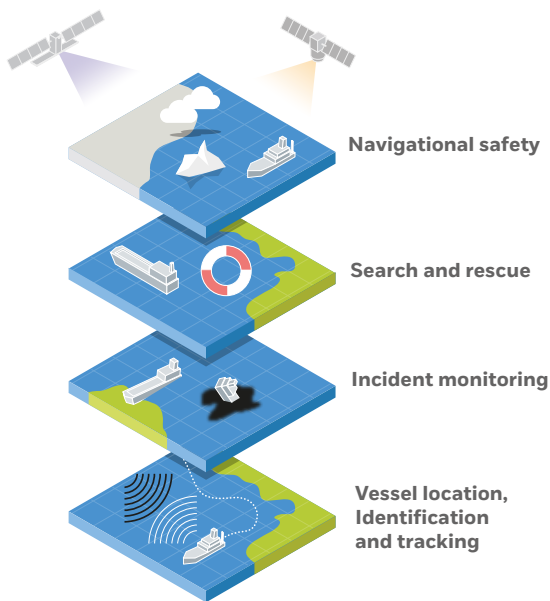 Navigational safety
Search and rescue
Incident monitoring
Vessel location,
Identification
and tracking